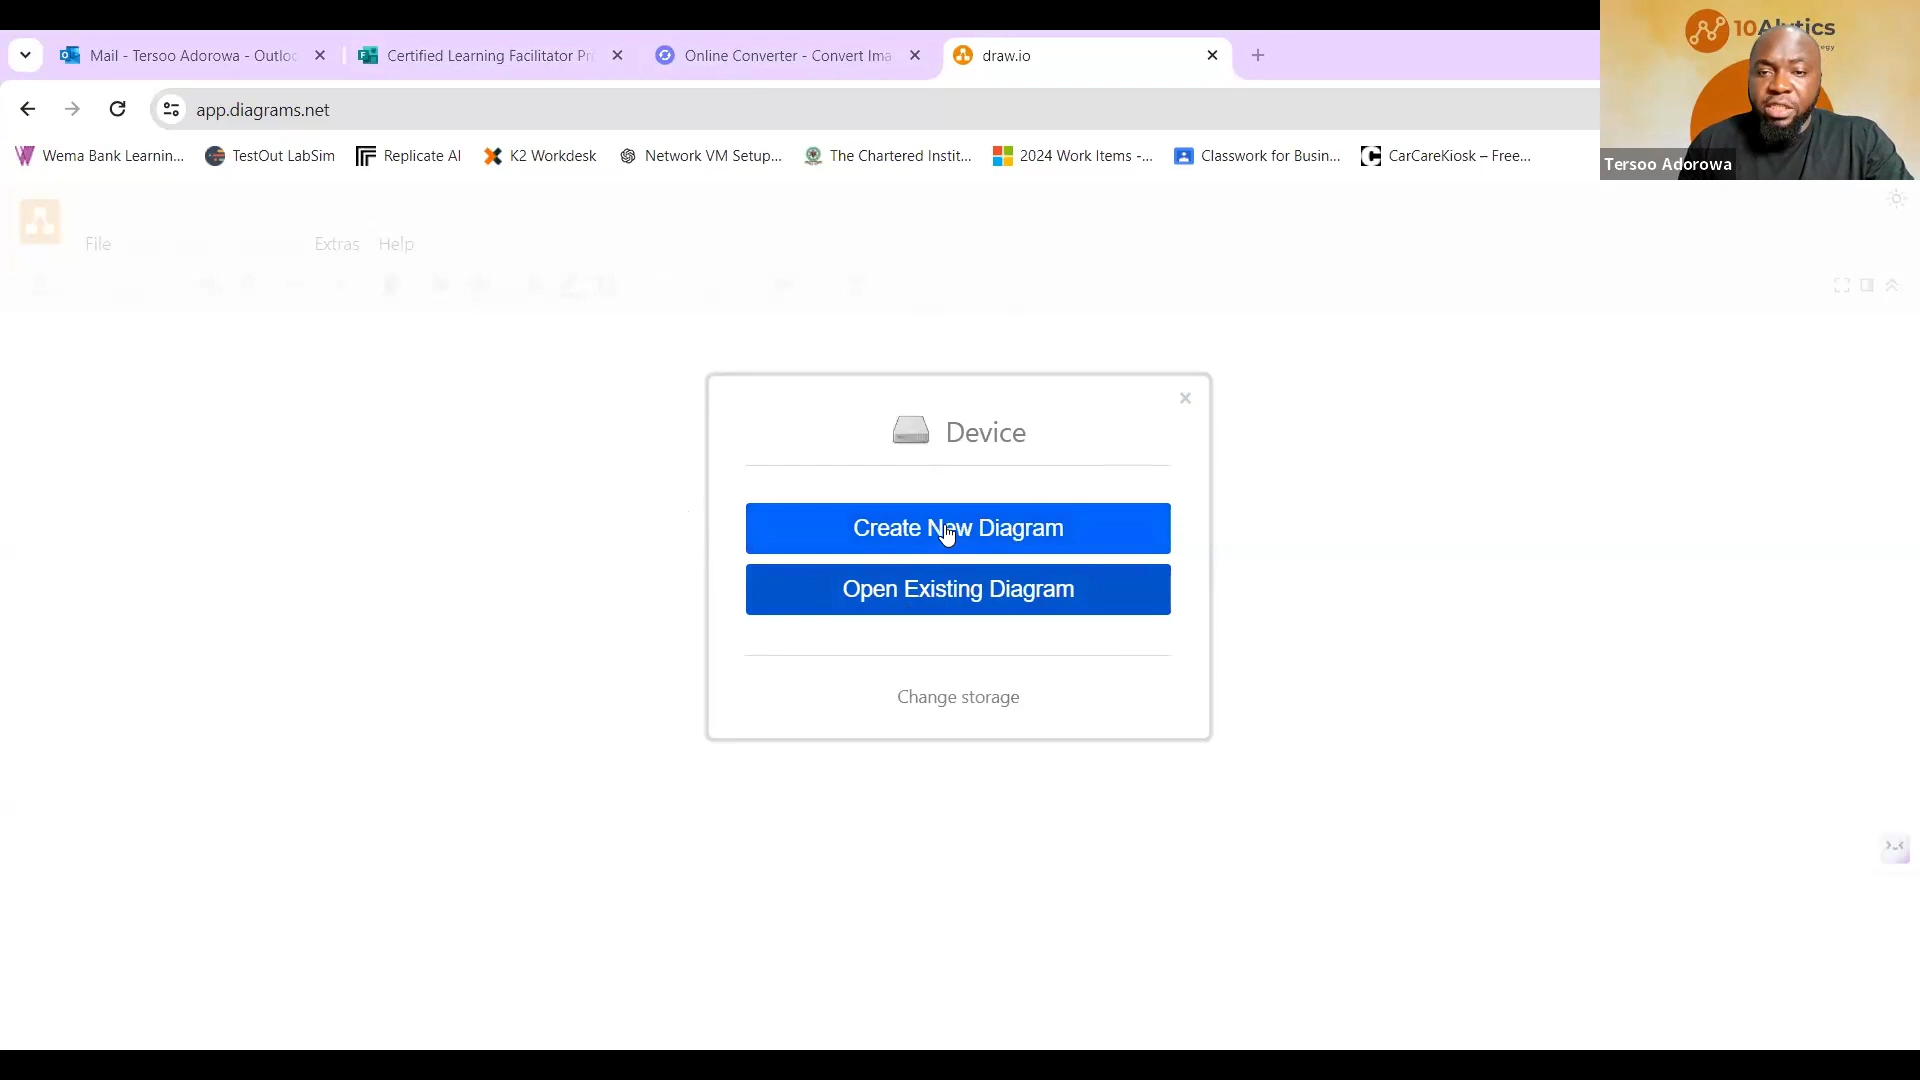 Mail - Tersoo Adorowa - Outloo
Certified Learning Facilitator Pr
Online Converter - Convert Ima
draw.io
app.diagrams.net
Wema Bank Learnin...
TestOut LabSim
Replicate AI
K2 Workdesk
Network VM Setup...
The Chartered Instit...
2024 Work Items -...
Classwork for Busin...
CarCareKiosk – Free...
10Alytics
Tersoo Adorowa
File
Extras
Help
Device
Create New Diagram
Open Existing Diagram
Change storage